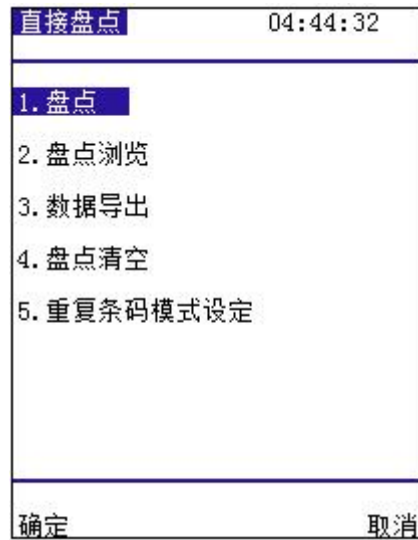 直接盘点 04:44:32
1.盘点
2.盘点浏览
3.数据导出
4.盘点清空
5.重复条码模式设定
确定 取消